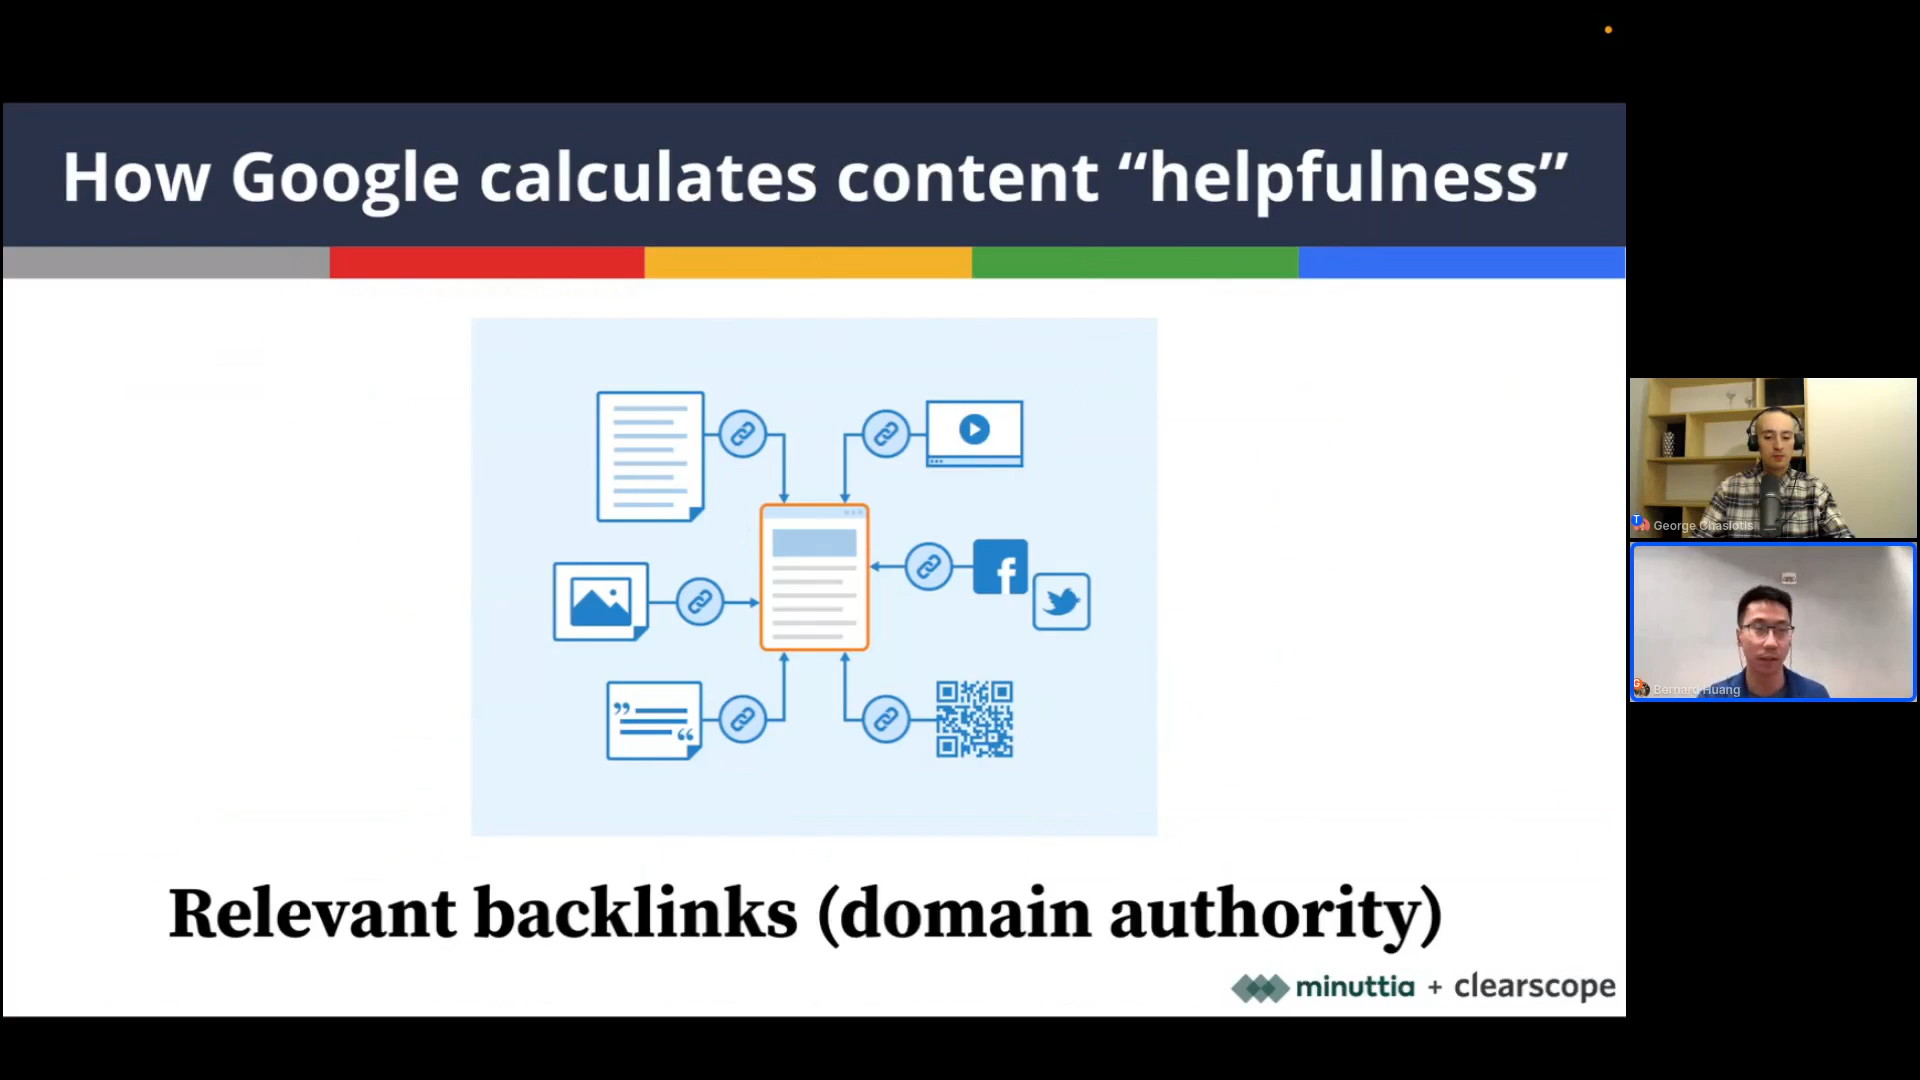 How Google calculates content “helpfulness”
Relevant backlinks (domain authority)
minuttia + clearscope
George Chasiotis
Bernard Huang